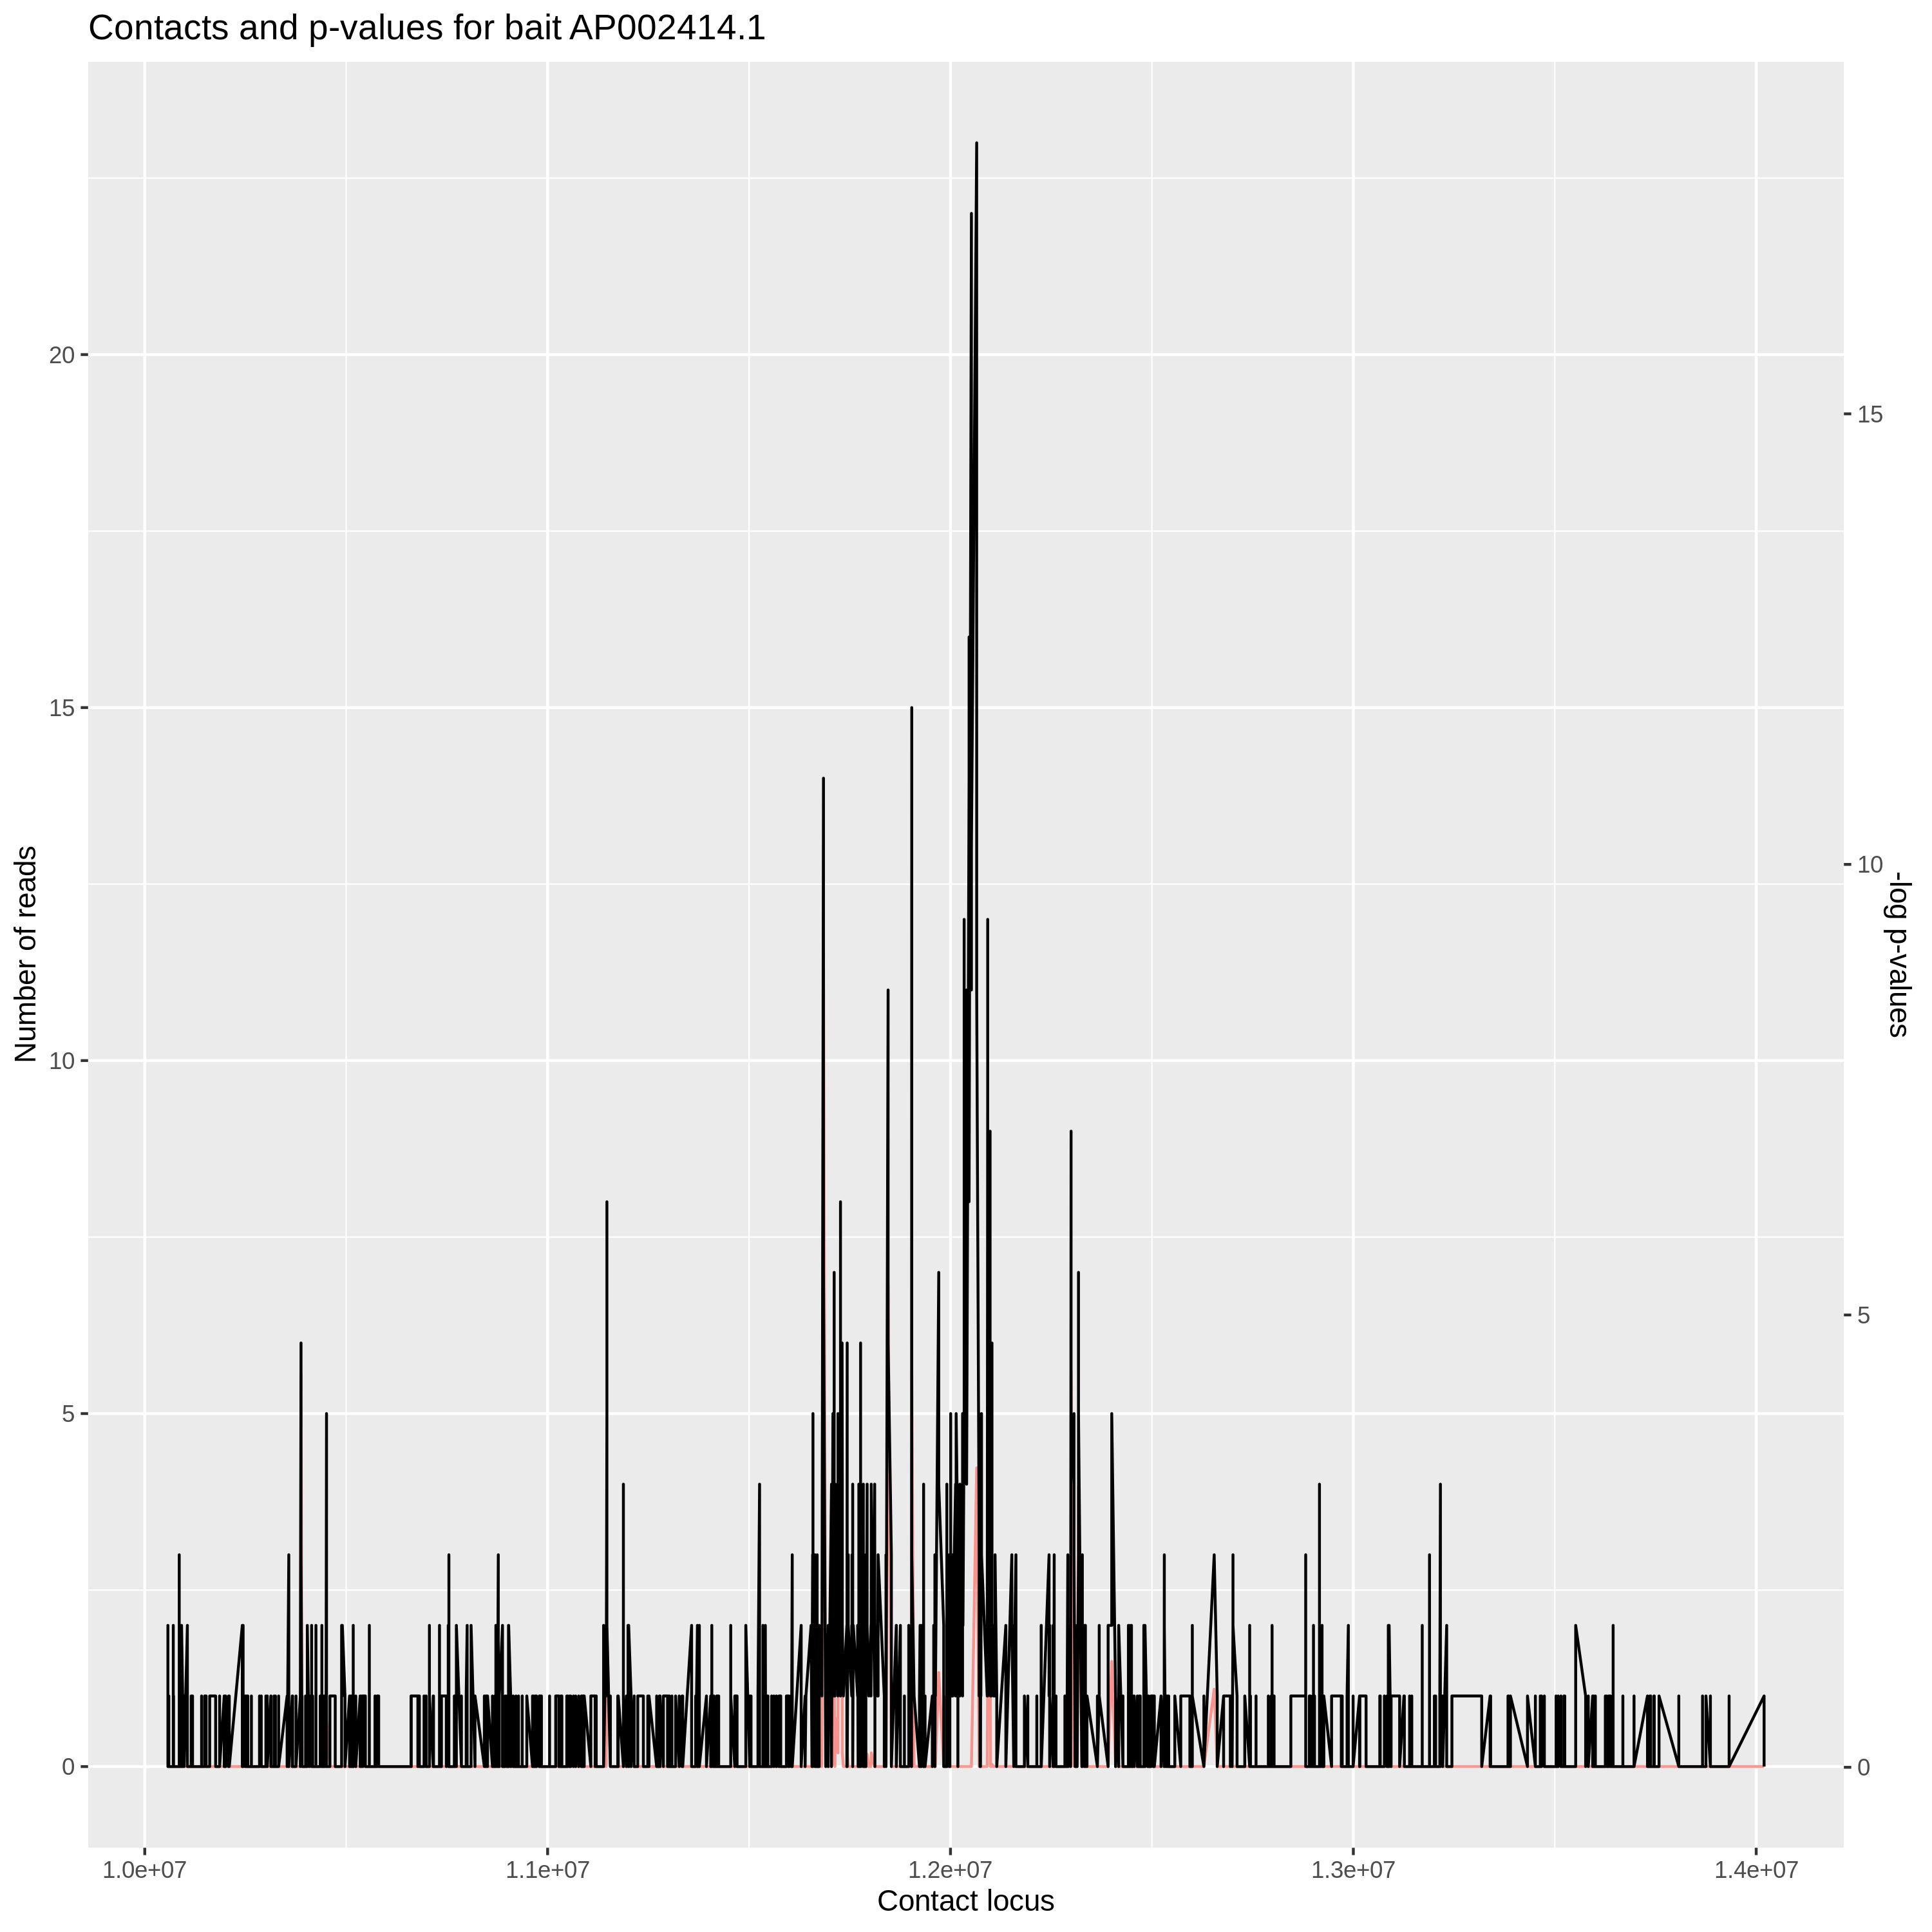 Contacts and p-values for bait AP002414.1
Number of reads
20
15
10
5
0
15
10
5
0
-log p-values
1.0e+07 1.1e+07 1.2e+07 1.3e+07 1.4e+07
Contact locus